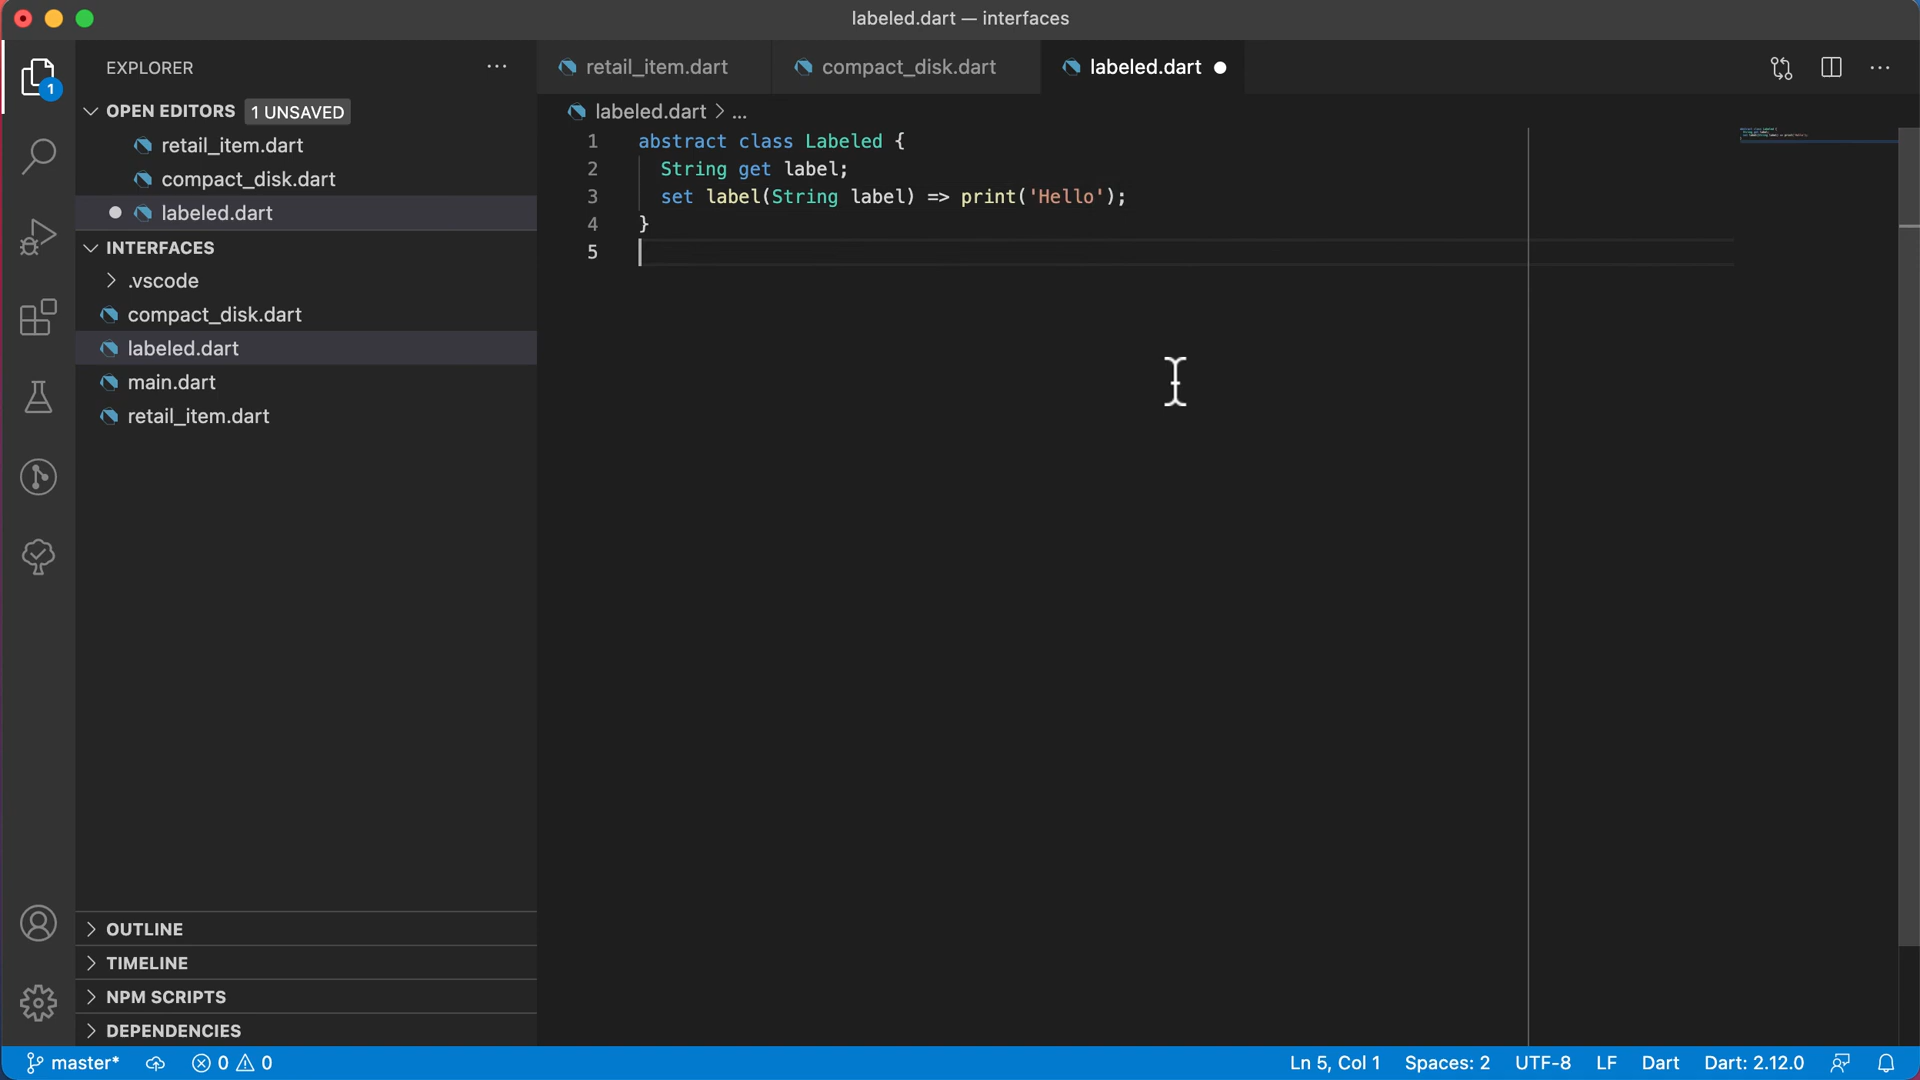 labeled.dart — interfaces
EXPLORER
retail_item.dart
compact_disk.dart
labeled.dart
OPEN EDITORS
1 UNSAVED
retail_item.dart
compact_disk.dart
labeled.dart
INTERFACES
.vscode
compact_disk.dart
labeled.dart
main.dart
retail_item.dart
labeled.dart > ...
1 abstract class Labeled {
2 String get label;
3 set label(String label) => print('Hello');
4 }
5
1
OUTLINE
TIMELINE
NPM SCRIPTS
DEPENDENCIES
master*
0
0
Ln 5, Col 1
Spaces: 2
UTF-8
LF
Dart
Dart: 2.12.0